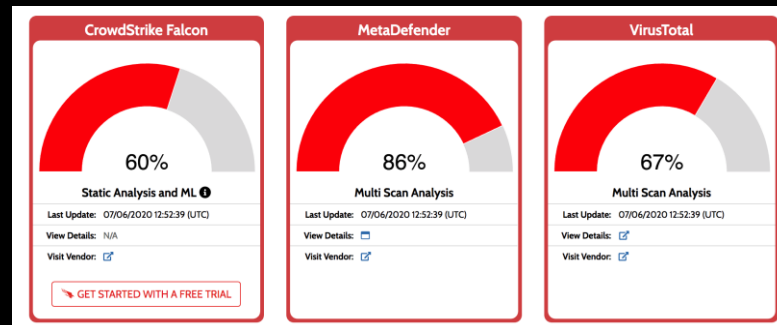 CrowdStrike Falcon
60%
Static Analysis and ML
Last Update: 07/06/2020 12:52:39 (UTC)
View Details: N/A
Visit Vendor:
GET STARTED WITH A FREE TRIAL
MetaDefender
86%
Multi Scan Analysis
Last Update: 07/06/2020 12:52:39 (UTC)
View Details:
Visit Vendor:
VirusTotal
67%
Multi Scan Analysis
Last Update: 07/06/2020 12:52:39 (UTC)
View Details:
Visit Vendor: